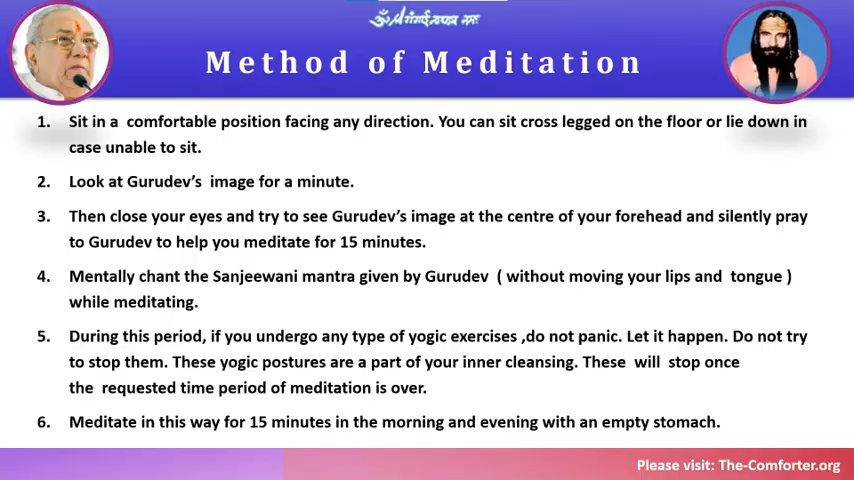 ॐ श्री गंगाईनाथाय नमः
Method of Meditation
1. Sit in a comfortable position facing any direction. You can sit cross legged on the floor or lie down in
case unable to sit.
2. Look at Gurudev’s image for a minute.
3. Then close your eyes and try to see Gurudev’s image at the centre of your forehead and silently pray
to Gurudev to help you meditate for 15 minutes.
4. Mentally chant the Sanjeewani mantra given by Gurudev ( without moving your lips and tongue )
while meditating.
5. During this period, if you undergo any type of yogic exercises ,do not panic. Let it happen. Do not try
to stop them. These yogic postures are a part of your inner cleansing. These will stop once
the requested time period of meditation is over.
6. Meditate in this way for 15 minutes in the morning and evening with an empty stomach.
Please visit: The-Comforter.org